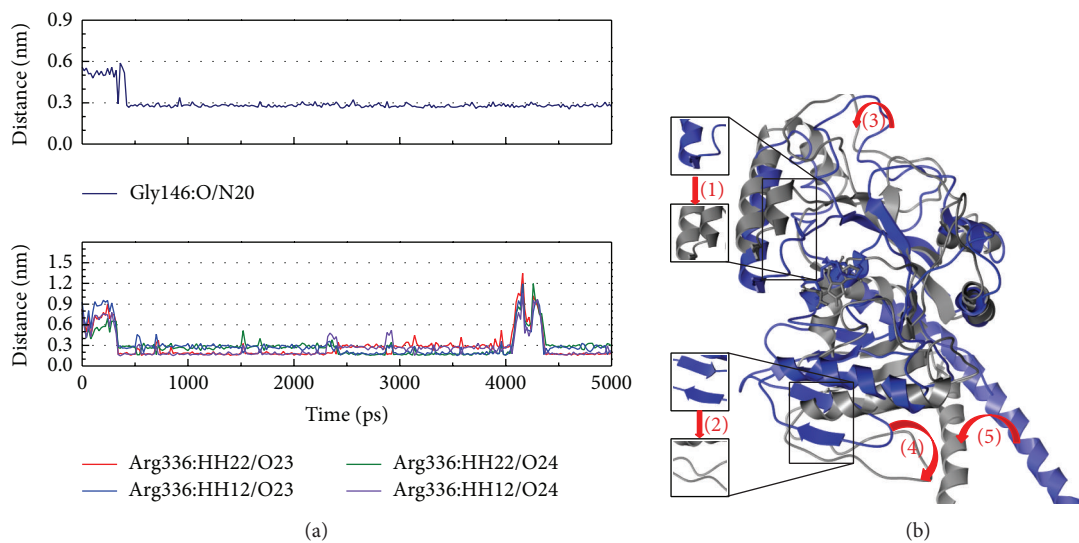 0.9
0.6
0.3
0.0
Distance (nm)
Gly146:O/N20
1.5
1.2
0.9
0.6
0.3
0.0
Distance (nm)
0 1000 2000 3000 4000 5000
Time (ps)
Arg336:HH22/O23 Arg336:HH22/O24
Arg336:HH12/O23 Arg336:HH12/O24
(a)
(1)
(2)
(3)
(4)
(5)
(b)